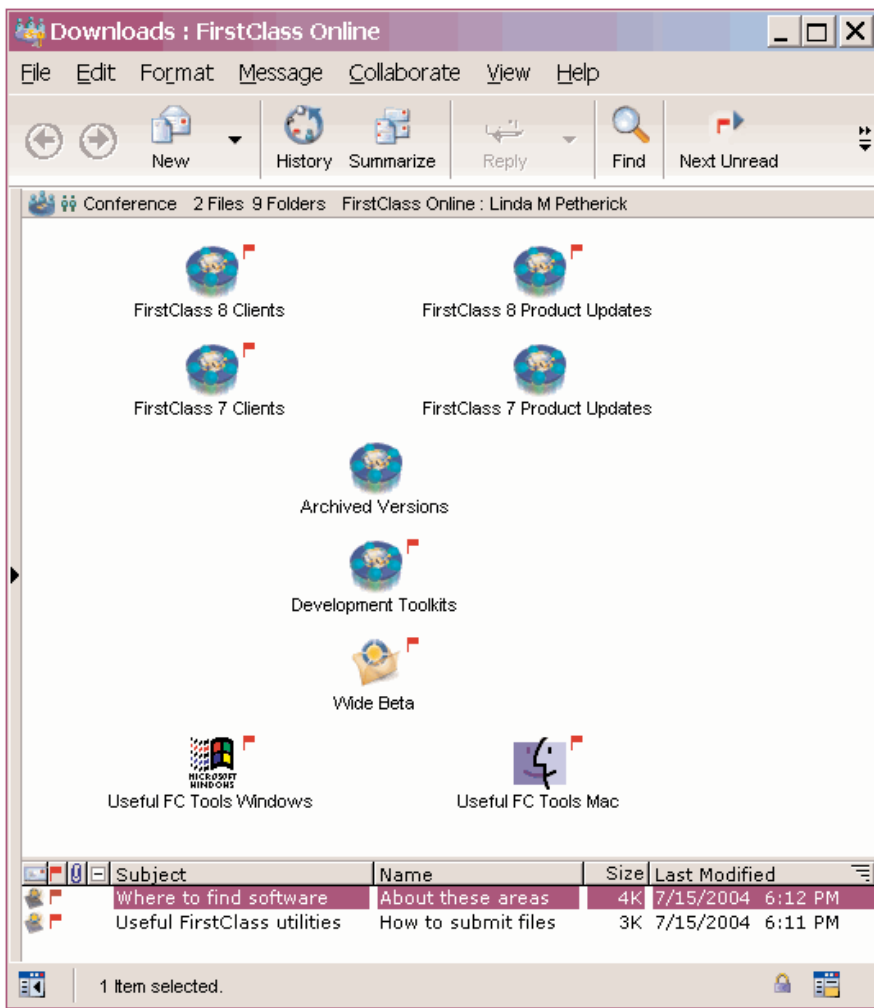 Downloads : FirstClass Online
File Edit Format Message Collaborate View Help
New History Summarize Reply Find Next Unread
Conference 2 Files 9 Folders FirstClass Online : Linda M Petherick
FirstClass 8 Clients FirstClass 8 Product Updates
FirstClass 7 Clients FirstClass 7 Product Updates
Archived Versions
Development Toolkits
Wide Beta
MICROSOFT
WINDOWS
Useful FC Tools Windows Useful FC Tools Mac
Subject Name Size Last Modified
Where to find software About these areas 4K 7/15/2004 6:12 PM
Useful FirstClass utilities How to submit files 3K 7/15/2004 6:11 PM
1 Item selected.